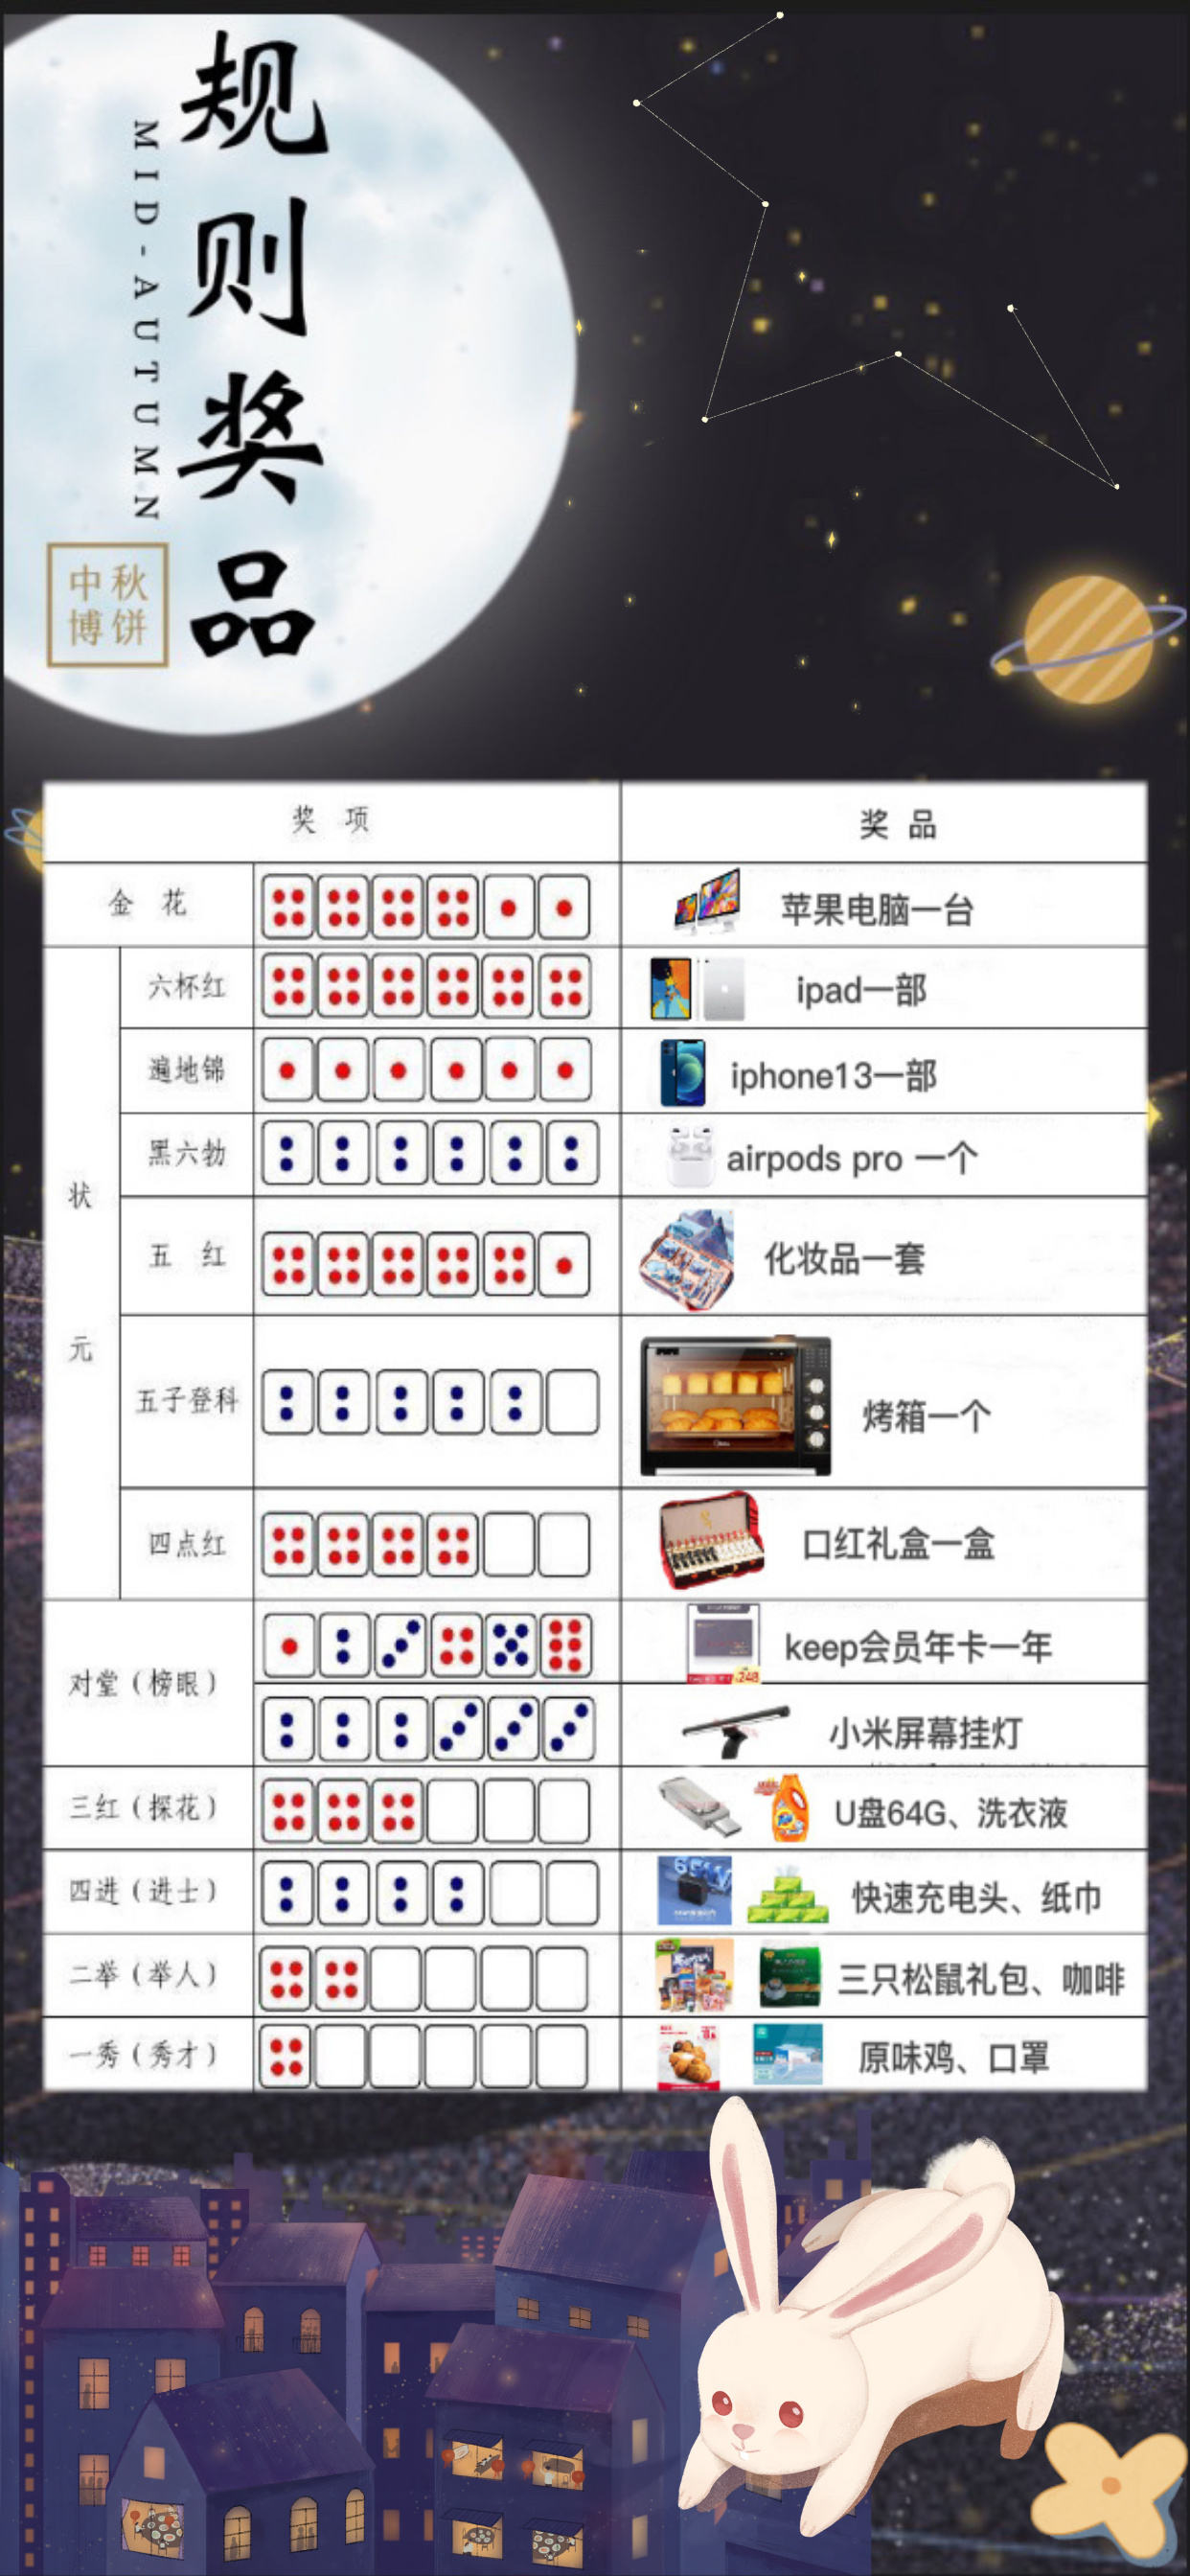 规则奖品
MID-AUTUMN
中秋
博饼
奖 项
奖 品
金 花
苹果电脑一台
状元
六杯红
ipad一部
遍地锦
iphone13一部
黑六勃
airpods pro 一个
五 红
化妆品一套
五子登科
烤箱一个
四点红
口红礼盒一盒
对堂（榜眼）
keep会员年卡一年
248
小米屏幕挂灯
三红（探花）
U盘64G、洗衣液
四进（进士）
65W
快速充电头、纸巾
二举（举人）
三只松鼠礼包、咖啡
一秀（秀才）
原味鸡、口罩